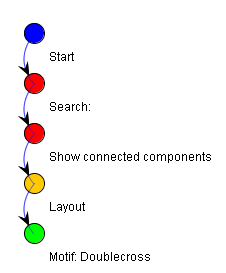 Start
Search:
Show connected components
Layout
Motif: Doublecross